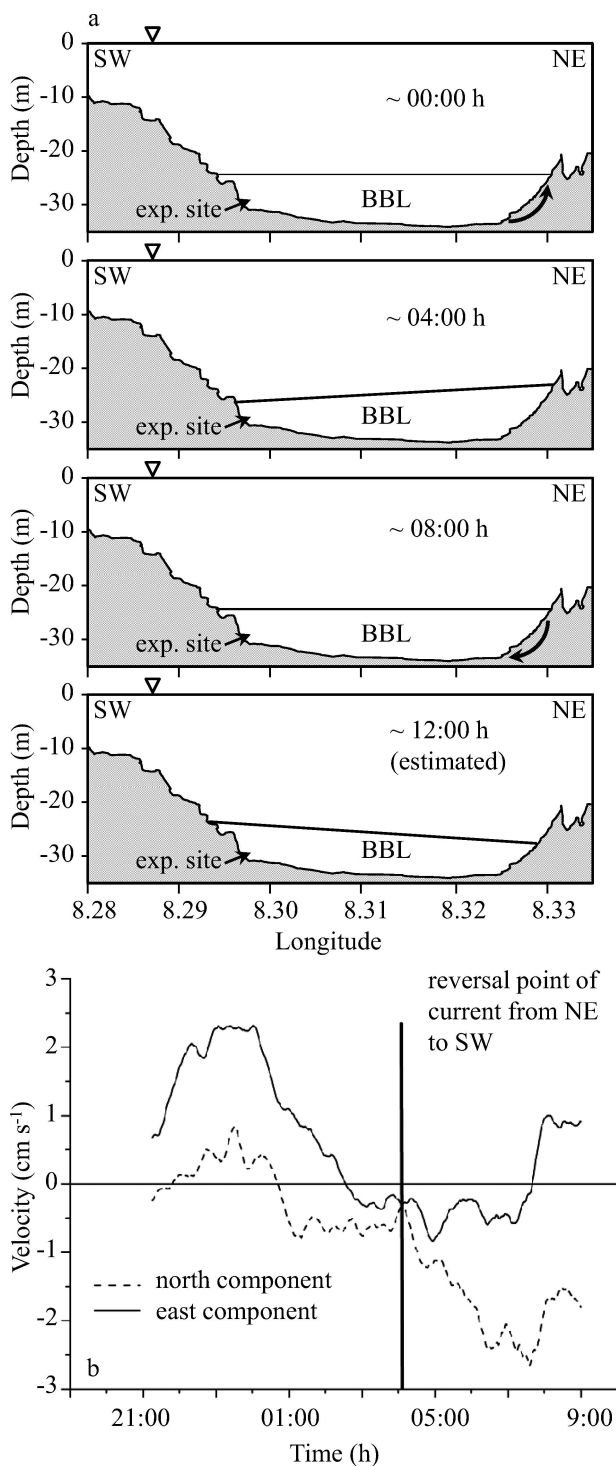 a
0
SW
NE
-10
~ 00:00 h
-20
Depth (m)
-30
exp. site
BBL
0
SW
NE
-10
~ 04:00 h
-20
Depth (m)
-30
exp. site
BBL
0
SW
NE
-10
~ 08:00 h
-20
Depth (m)
-30
exp. site
BBL
0
SW
NE
-10
~ 12:00 h
(estimated)
-20
Depth (m)
-30
exp. site
BBL
8.28 8.29 8.30 8.31 8.32 8.33
Longitude
3
reversal point of
current from NE
to SW
2
1
0
-1
-2
-3
Velocity (cm s-1)
north component
east component
b
21:00 01:00 05:00 9:00
Time (h)